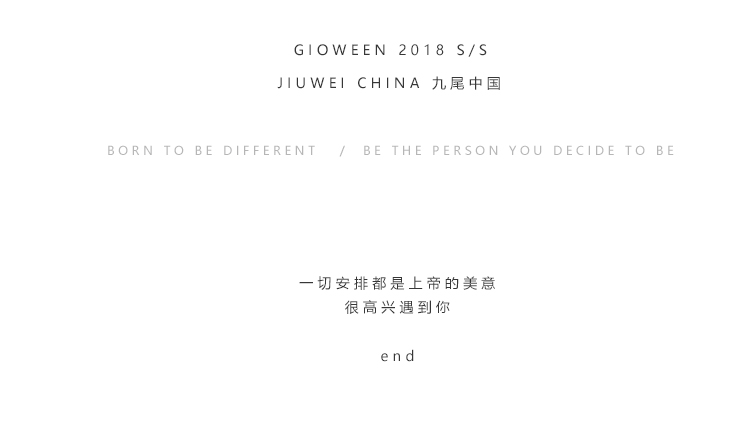 GIOWEEN 2018 S/S
JIUWEI CHINA 九尾中国
BORN TO BE DIFFERENT / BE THE PERSON YOU DECIDE TO BE
一切安排都是上帝的美意
很高兴遇到你
end